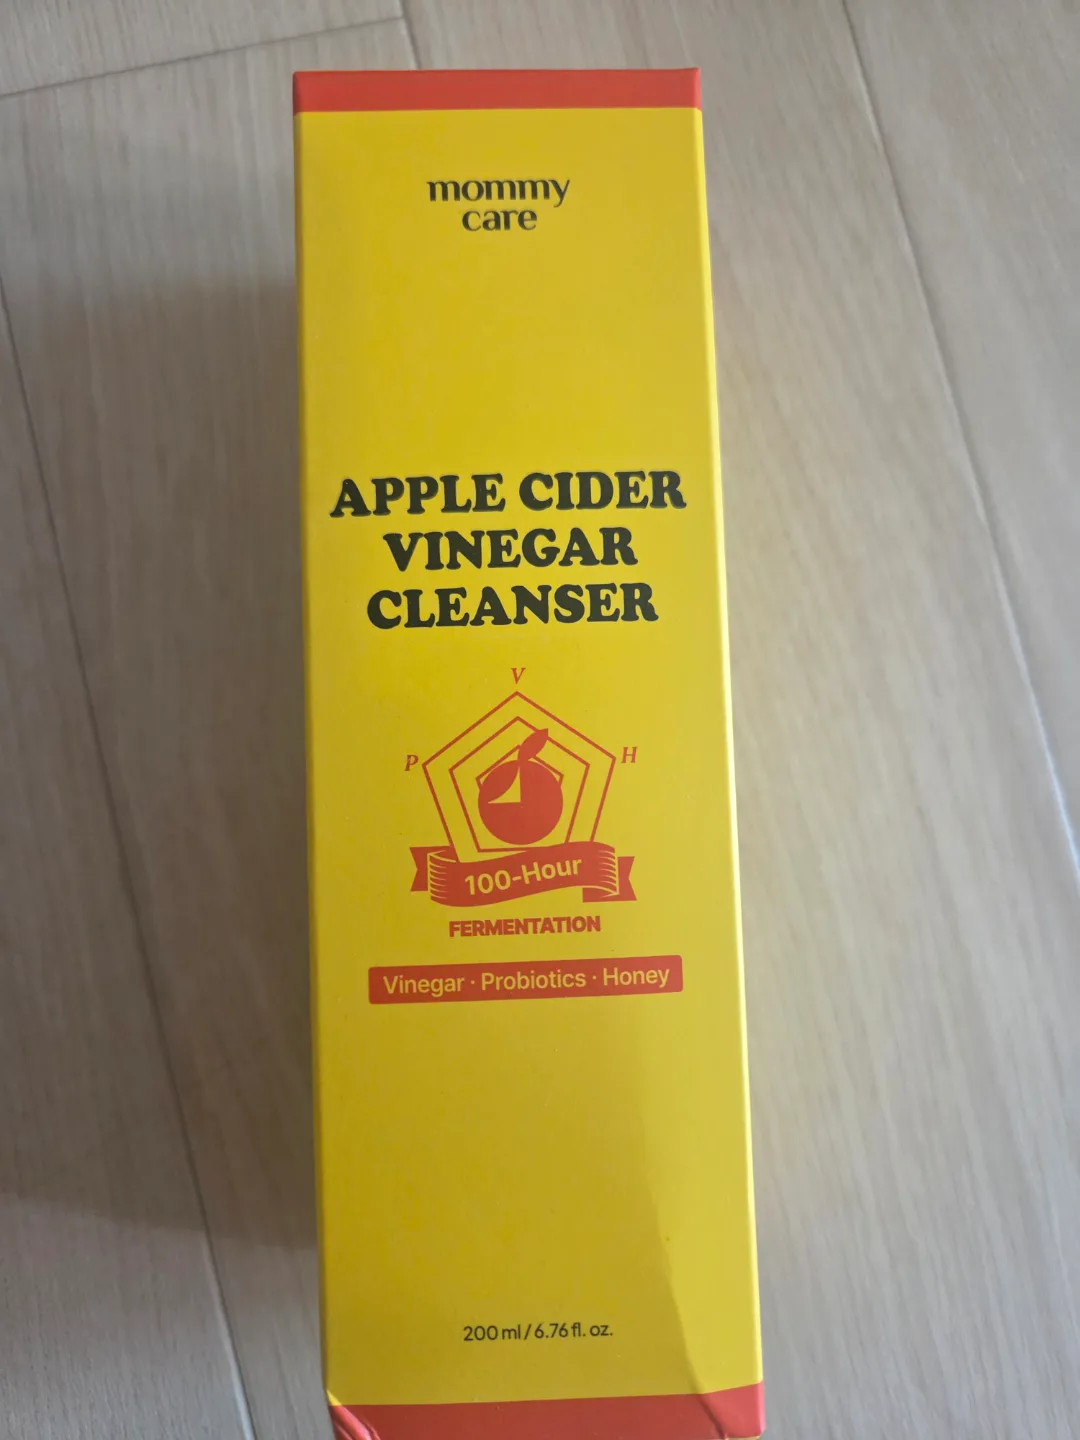 mommy
care
APPLE CIDER
VINEGAR
CLEANSER
V
P
H
100-Hour
FERMENTATION
Vinegar · Probiotics · Honey
200 ml / 6.76 fl. oz.